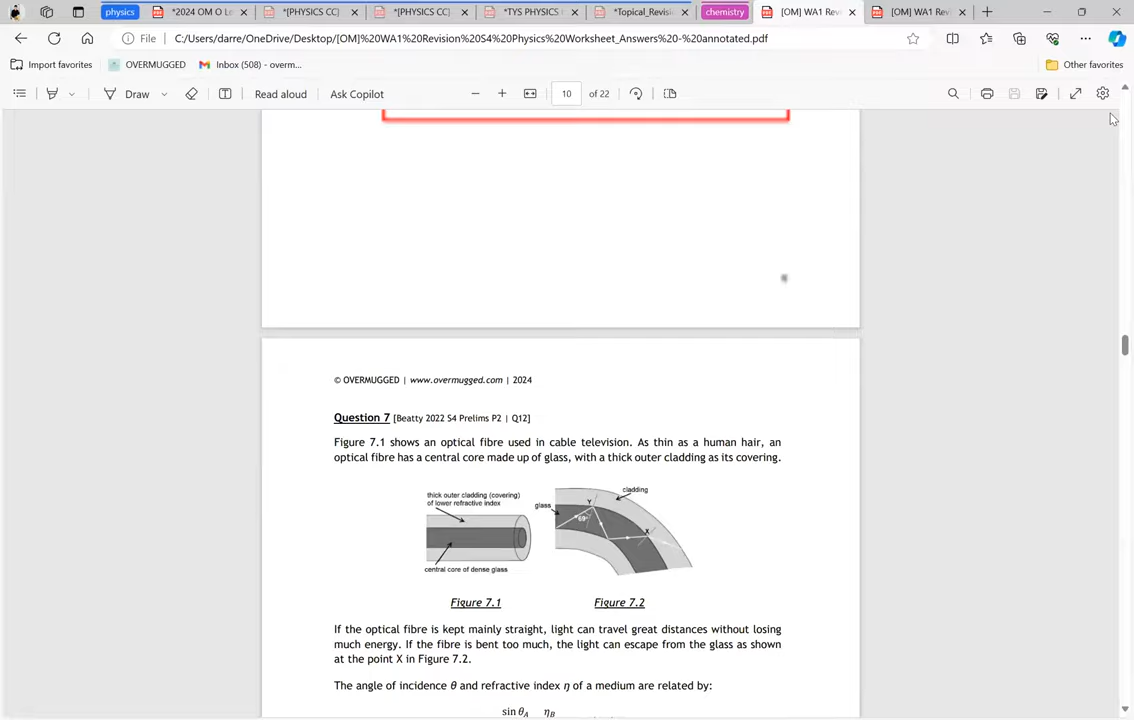 physics
*2024 OM O Le
*[PHYSICS CC]
*[PHYSICS CC]
*TYS PHYSICS
*Topical_Revisi
chemistry
[OM] WA1 Rev
[OM] WA1 Rev
File
C:/Users/darre/OneDrive/Desktop/[OM]%20WA1%20Revision%20S4%20Physics%20Worksheet_Answers%20-%20annotated.pdf
Import favorites
OVERMUGGED
Inbox (508) - overm...
Other favorites
Draw
Read aloud
Ask Copilot
10 of 22
© OVERMUGGED | www.overmugged.com | 2024
Question 7 [Beatty 2022 S4 Prelims P2 | Q12]
Figure 7.1 shows an optical fibre used in cable television. As thin as a human hair, an
optical fibre has a central core made up of glass, with a thick outer cladding as its covering.
thick outer cladding (covering)
of lower refractive index
central core of dense glass
glass
cladding
Y
69°
X
Figure 7.1
Figure 7.2
If the optical fibre is kept mainly straight, light can travel great distances without losing
much energy. If the fibre is bent too much, the light can escape from the glass as shown
at the point X in Figure 7.2.
The angle of incidence θ and refractive index η of a medium are related by:
sin θA ηB